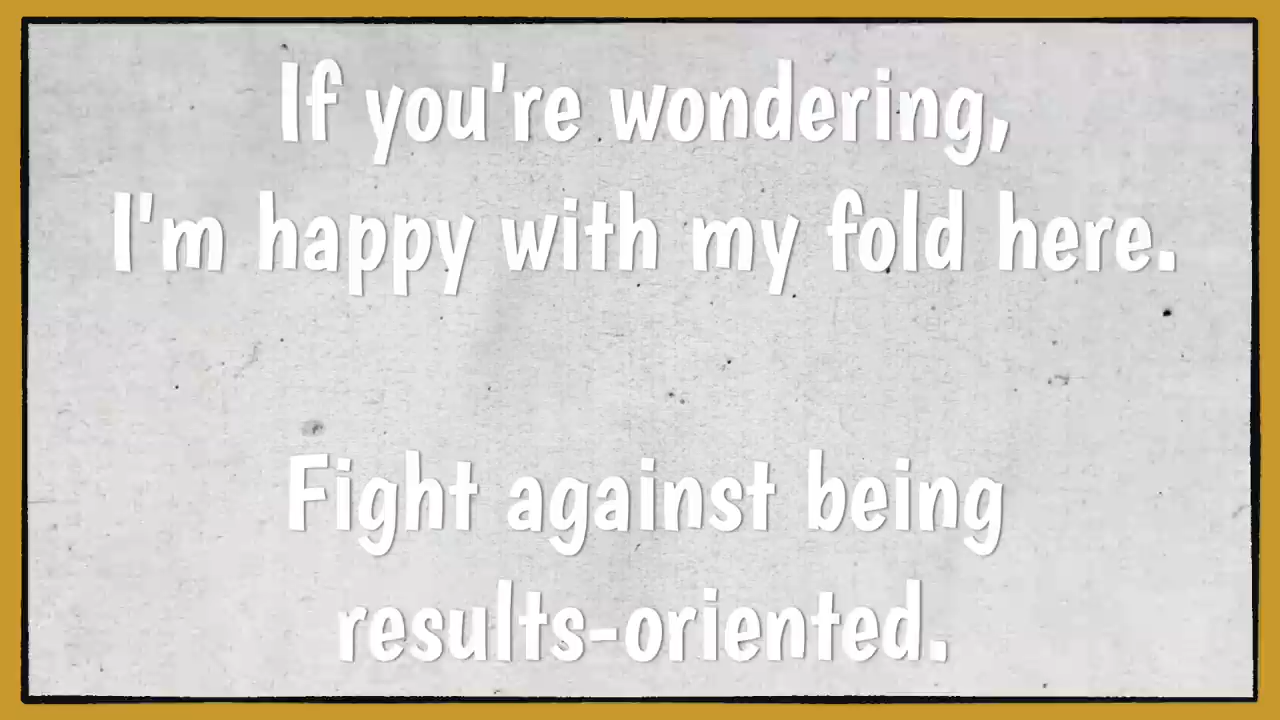 If you're wondering,
I'm happy with my fold here.
Fight against being
results-oriented.